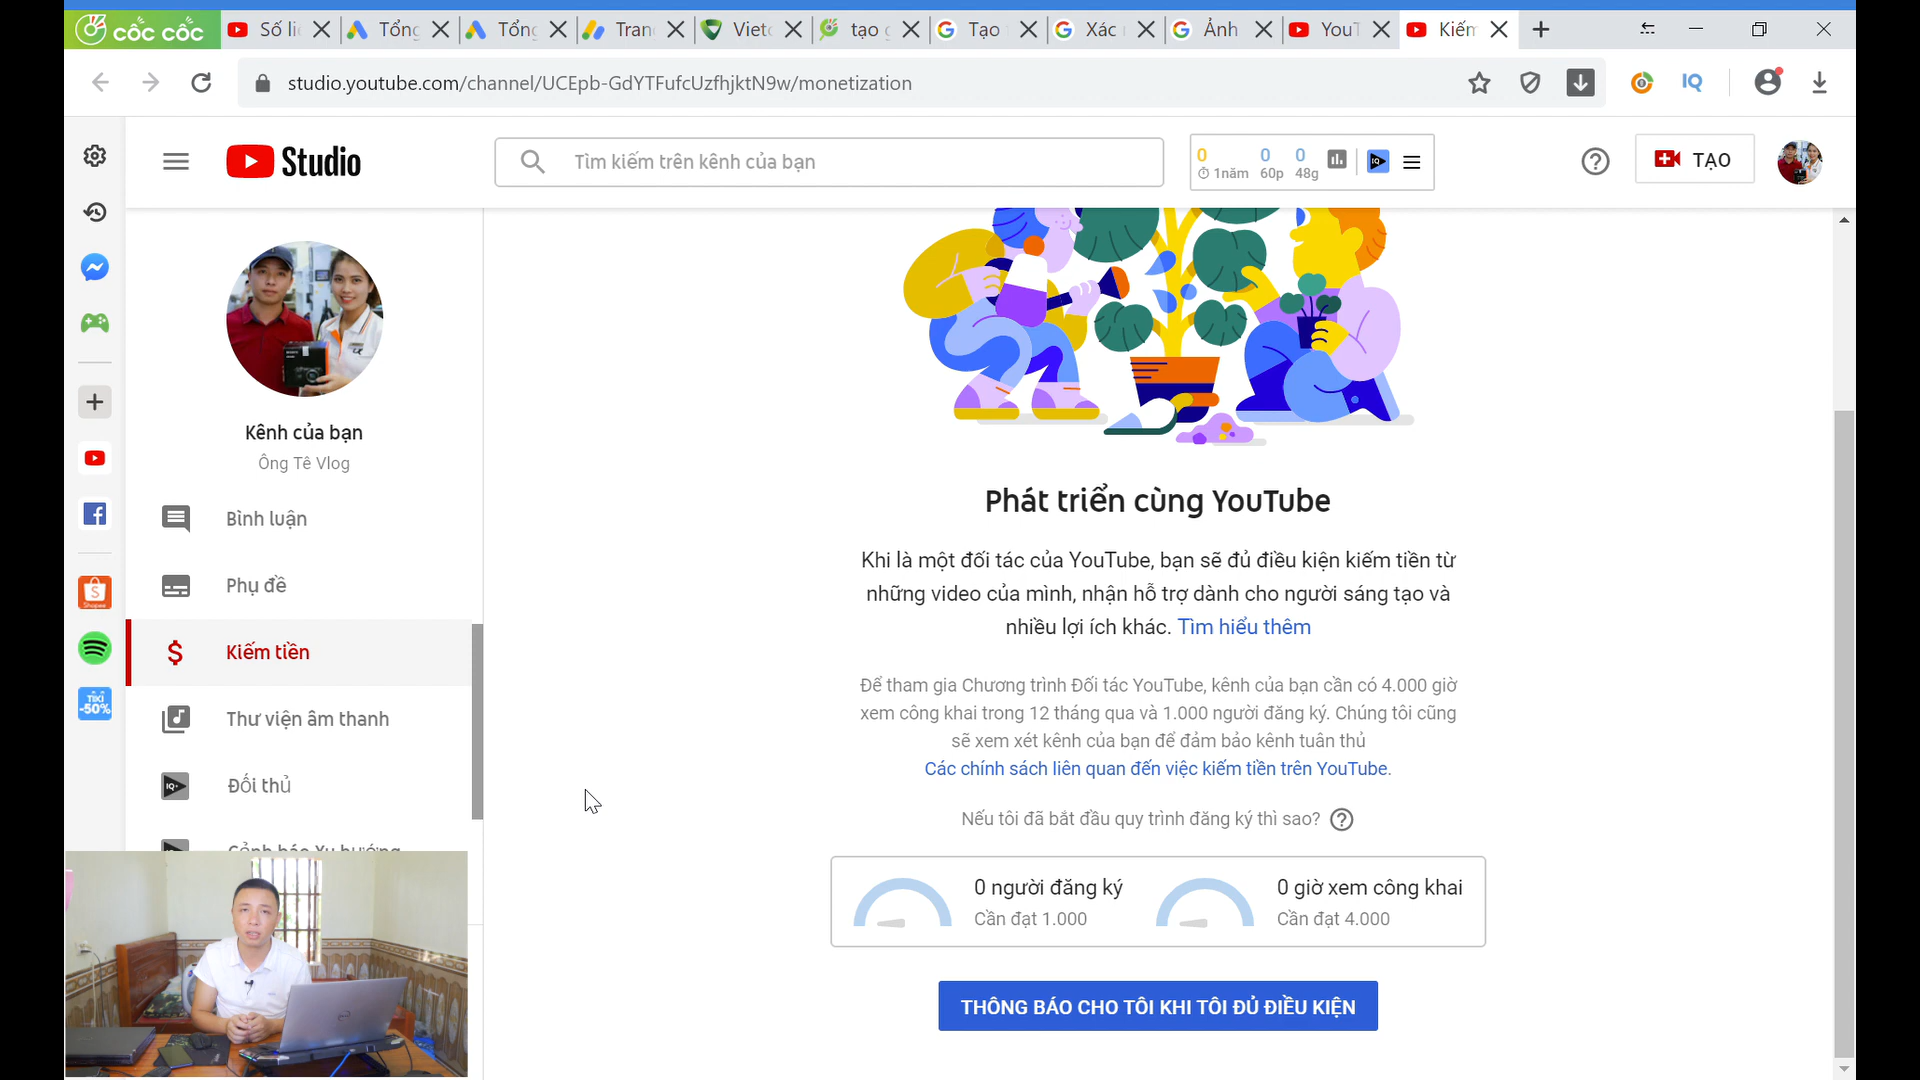 cốc cốc
Số li
Tổng
Tổng
Tran
Viet
tạo g
Tạo
Xác
Ảnh
YouT
Kiếm
studio.youtube.com/channel/UCEpb-GdYTFufcUzfhjktN9w/monetization
IQ
Studio
Tìm kiếm trên kênh của bạn
0 0 0
1năm 60p 48g
TẠO
Kênh của bạn
Ông Tê Vlog
Bình luận
Phụ đề
Kiếm tiền
Thư viện âm thanh
Đối thủ
Cảnh báo Xu hướng
Shopee
TIKI
-50%
Phát triển cùng YouTube
Khi là một đối tác của YouTube, bạn sẽ đủ điều kiện kiếm tiền từ
những video của mình, nhận hỗ trợ dành cho người sáng tạo và
nhiều lợi ích khác. Tìm hiểu thêm
Để tham gia Chương trình Đối tác YouTube, kênh của bạn cần có 4.000 giờ
xem công khai trong 12 tháng qua và 1.000 người đăng ký. Chúng tôi cũng
sẽ xem xét kênh của bạn để đảm bảo kênh tuân thủ
Các chính sách liên quan đến việc kiếm tiền trên YouTube.
Nếu tôi đã bắt đầu quy trình đăng ký thì sao?
0 người đăng ký
Cần đạt 1.000
0 giờ xem công khai
Cần đạt 4.000
THÔNG BÁO CHO TÔI KHI TÔI ĐỦ ĐIỀU KIỆN